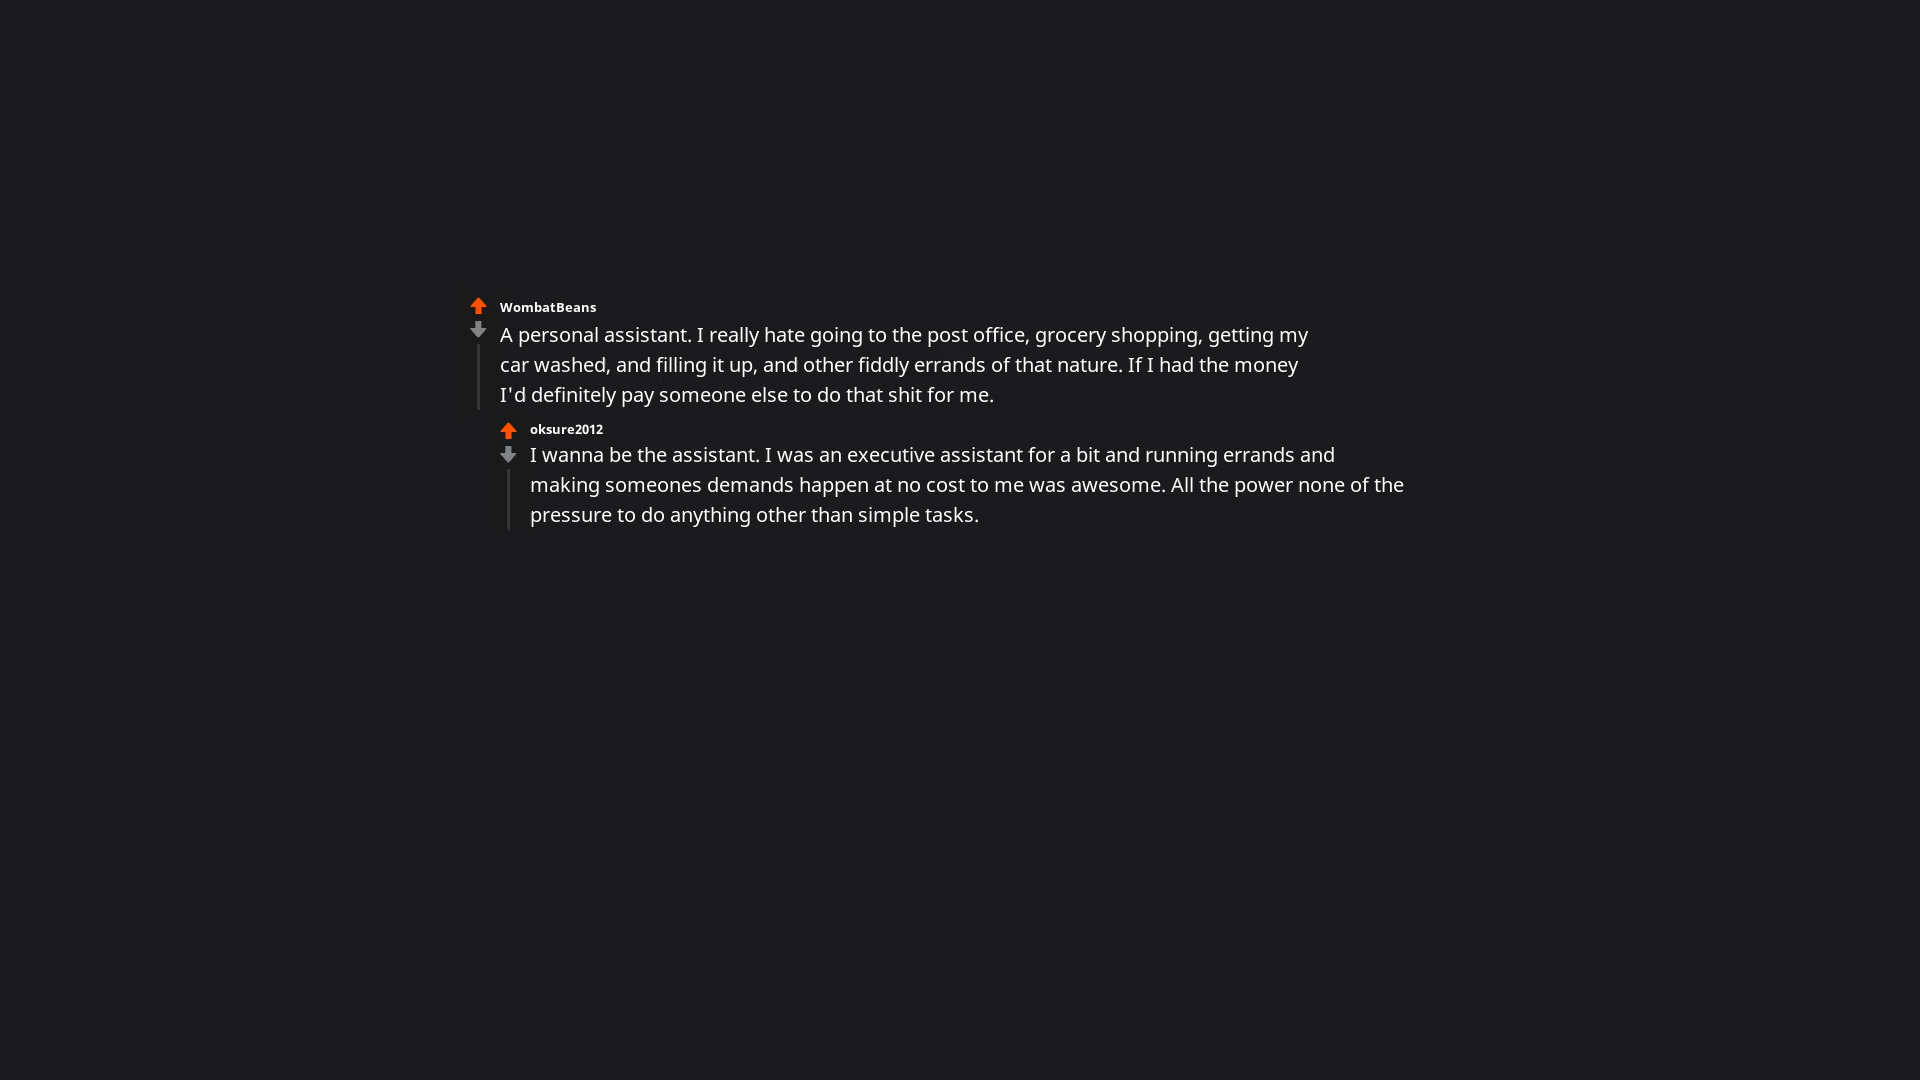 WombatBeans
A personal assistant. I really hate going to the post office, grocery shopping, getting my
car washed, and filling it up, and other fiddly errands of that nature. If I had the money
I'd definitely pay someone else to do that shit for me.
oksure2012
I wanna be the assistant. I was an executive assistant for a bit and running errands and
making someones demands happen at no cost to me was awesome. All the power none of the
pressure to do anything other than simple tasks.